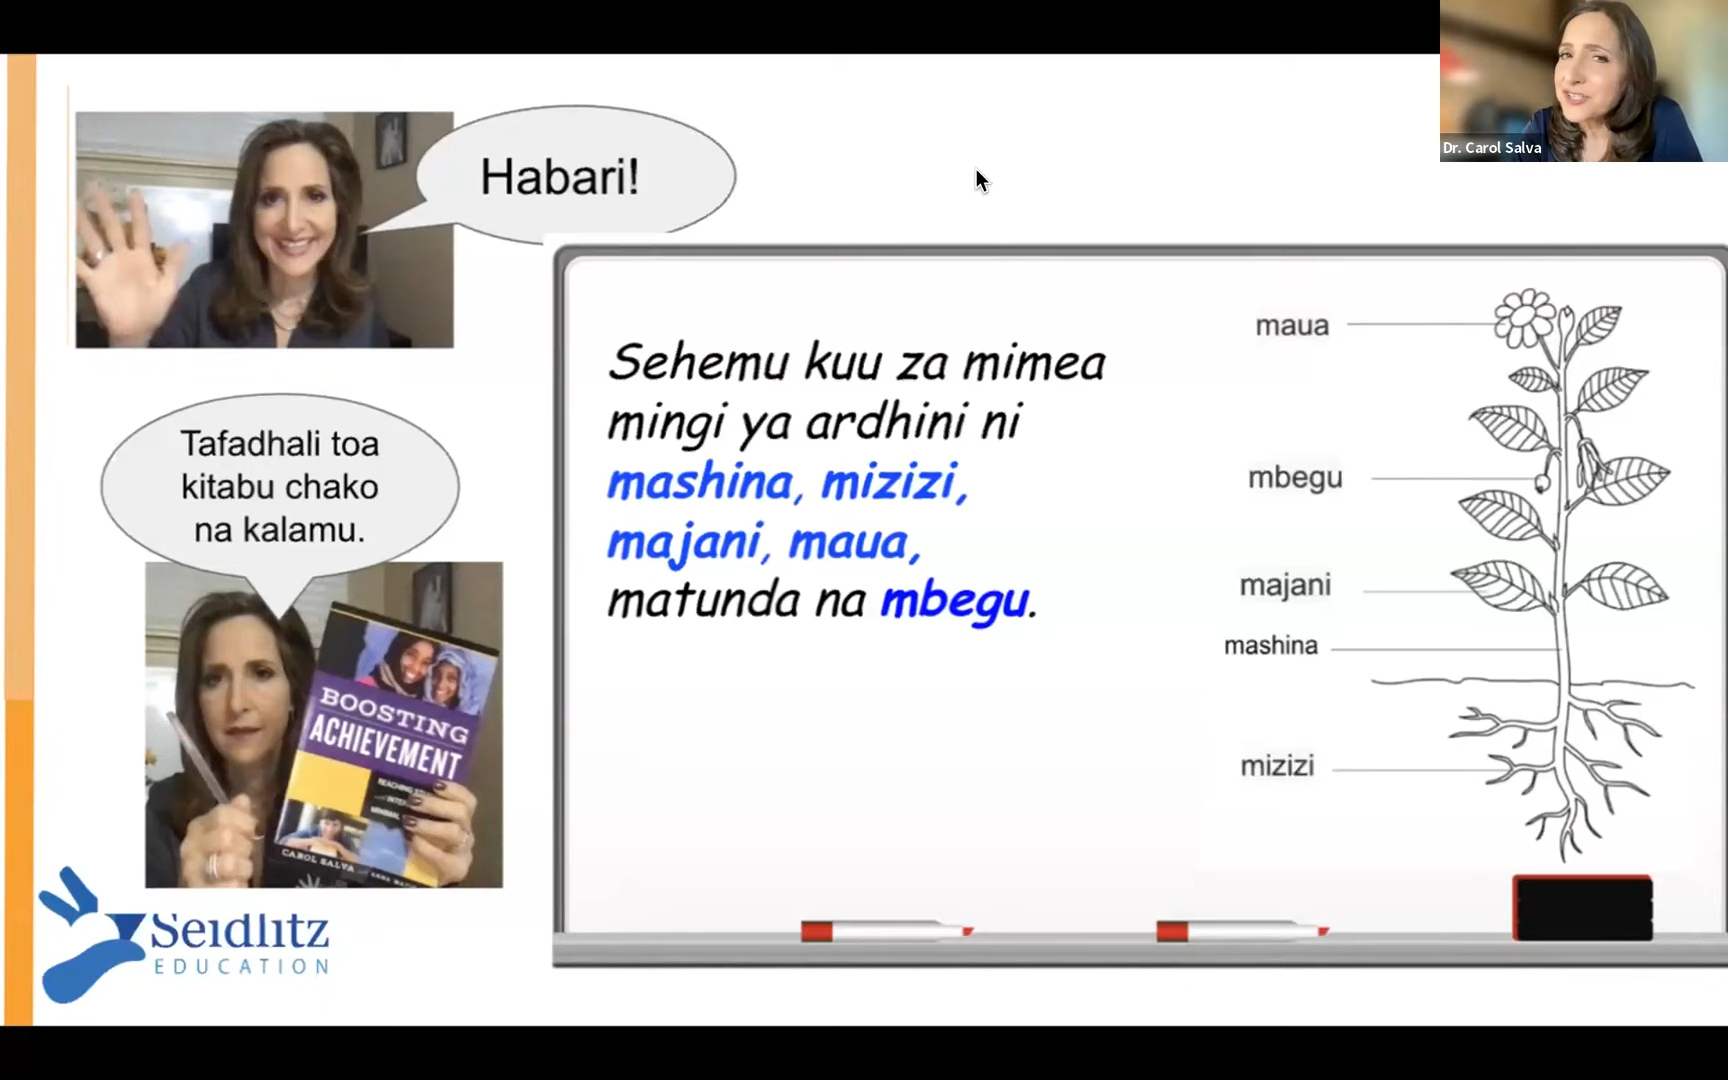 Dr. Carol Salva
Habari!
Tafadhali toa
kitabu chako
na kalamu.
BOOSTING
ACHIEVEMENT
CAROL SALVA
Seidlitz
EDUCATION
Sehemu kuu za mimea
mingi ya ardhini ni
mashina, mizizi,
majani, maua,
matunda na mbegu.
maua
mbegu
majani
mashina
mizizi